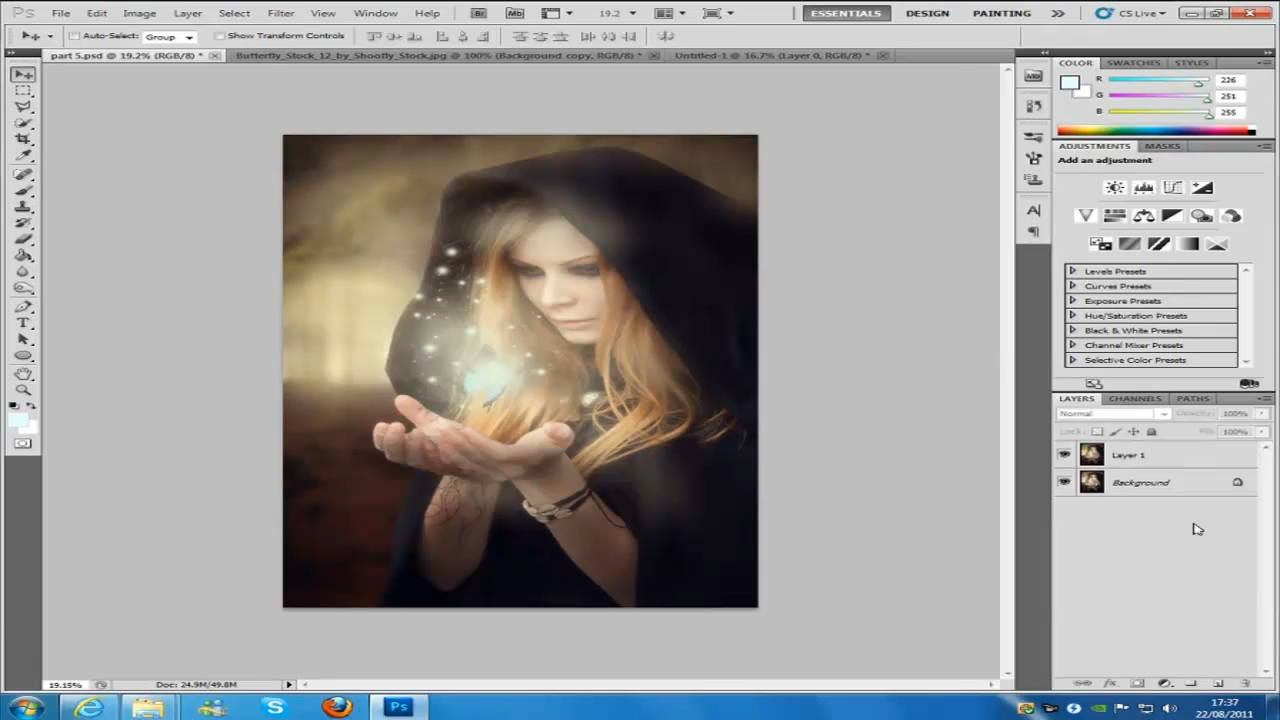 Ps File Edit Image Layer Select Filter View Window Help Br Mb 19.2 ESSENTIALS DESIGN PAINTING >> CS Live
Auto-Select: Group Show Transform Controls
part 5.psd @ 19.2% (RGB/8) * Butterfly_Stock_12_by_Shoofly_Stock.jpg @ 100% (Background copy, RGB/8) * Untitled-1 @ 16.7% (Layer 0, RGB/8) *
COLOR SWATCHES STYLES
R 226
G 251
B 255
ADJUSTMENTS MASKS
Add an adjustment
Levels Presets
Curves Presets
Exposure Presets
Hue/Saturation Presets
Black & White Presets
Channel Mixer Presets
Selective Color Presets
LAYERS CHANNELS PATHS
Normal Opacity: 100%
Lock: Fill: 100%
Layer 1
Background
19.15% Doc: 24.9M/49.8M
17:37
22/08/2011